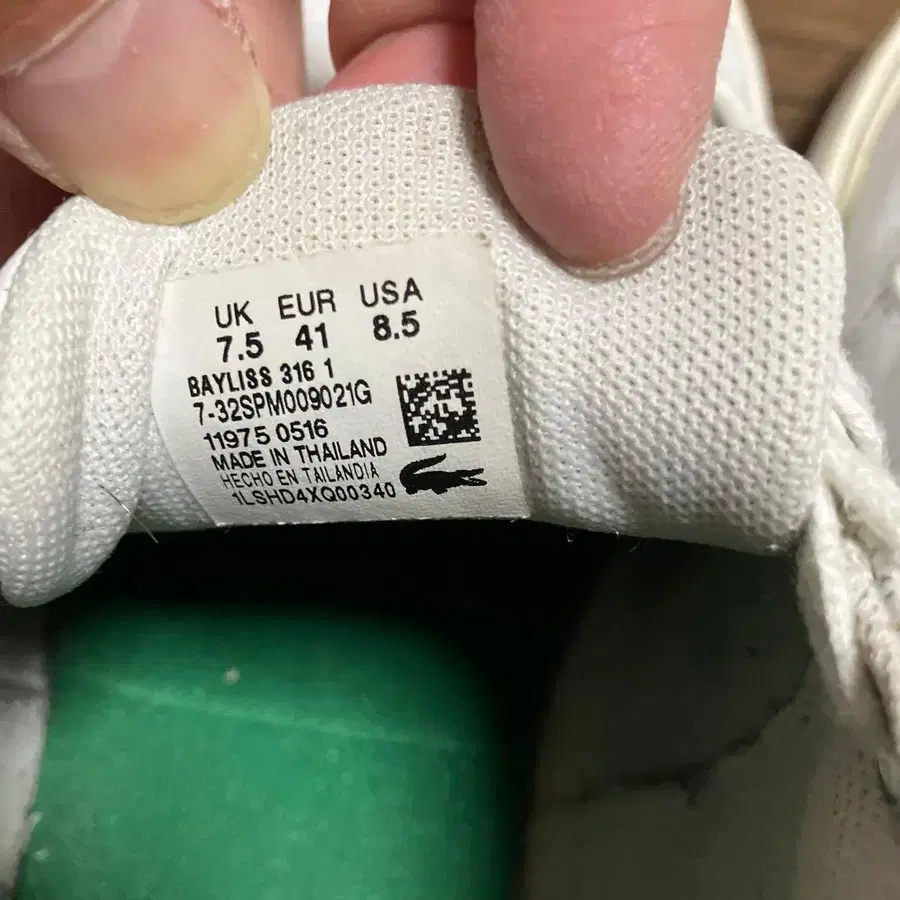 UK EUR USA
7.5 41 8.5
BAYLISS 316 1
7-32SPM009021G
11975 0516
MADE IN THAILAND
HECHO EN TAILANDIA
1LSHD4XQ00340